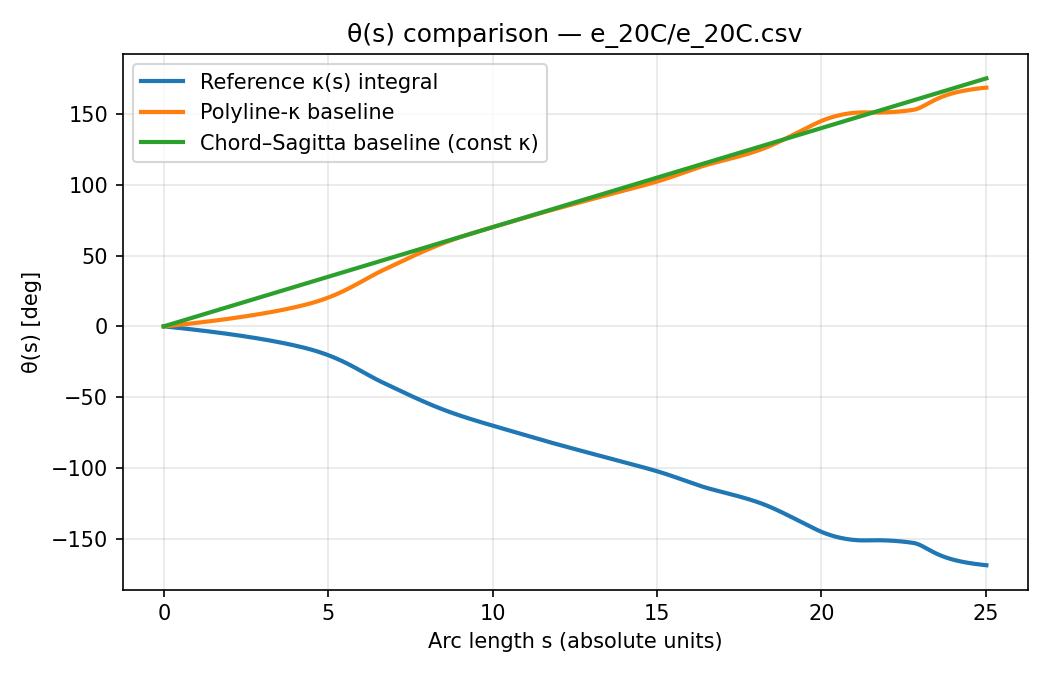 θ(s) comparison — e_20C/e_20C.csv
Reference κ(s) integral
Polyline-κ baseline
Chord–Sagitta baseline (const κ)
θ(s) [deg]
150
100
50
0
−50
−100
−150
0 5 10 15 20 25
Arc length s (absolute units)